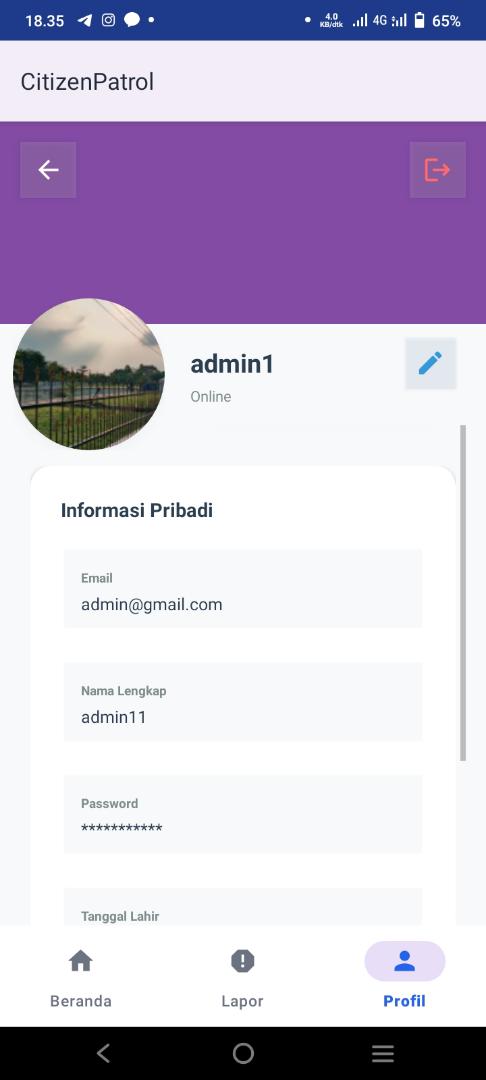 18.35
4.0
KB/dtk
4G
65%
CitizenPatrol
admin1
Online
Informasi Pribadi
Email
admin@gmail.com
Nama Lengkap
admin11
Password
***********
Tanggal Lahir
Beranda
Lapor
Profil